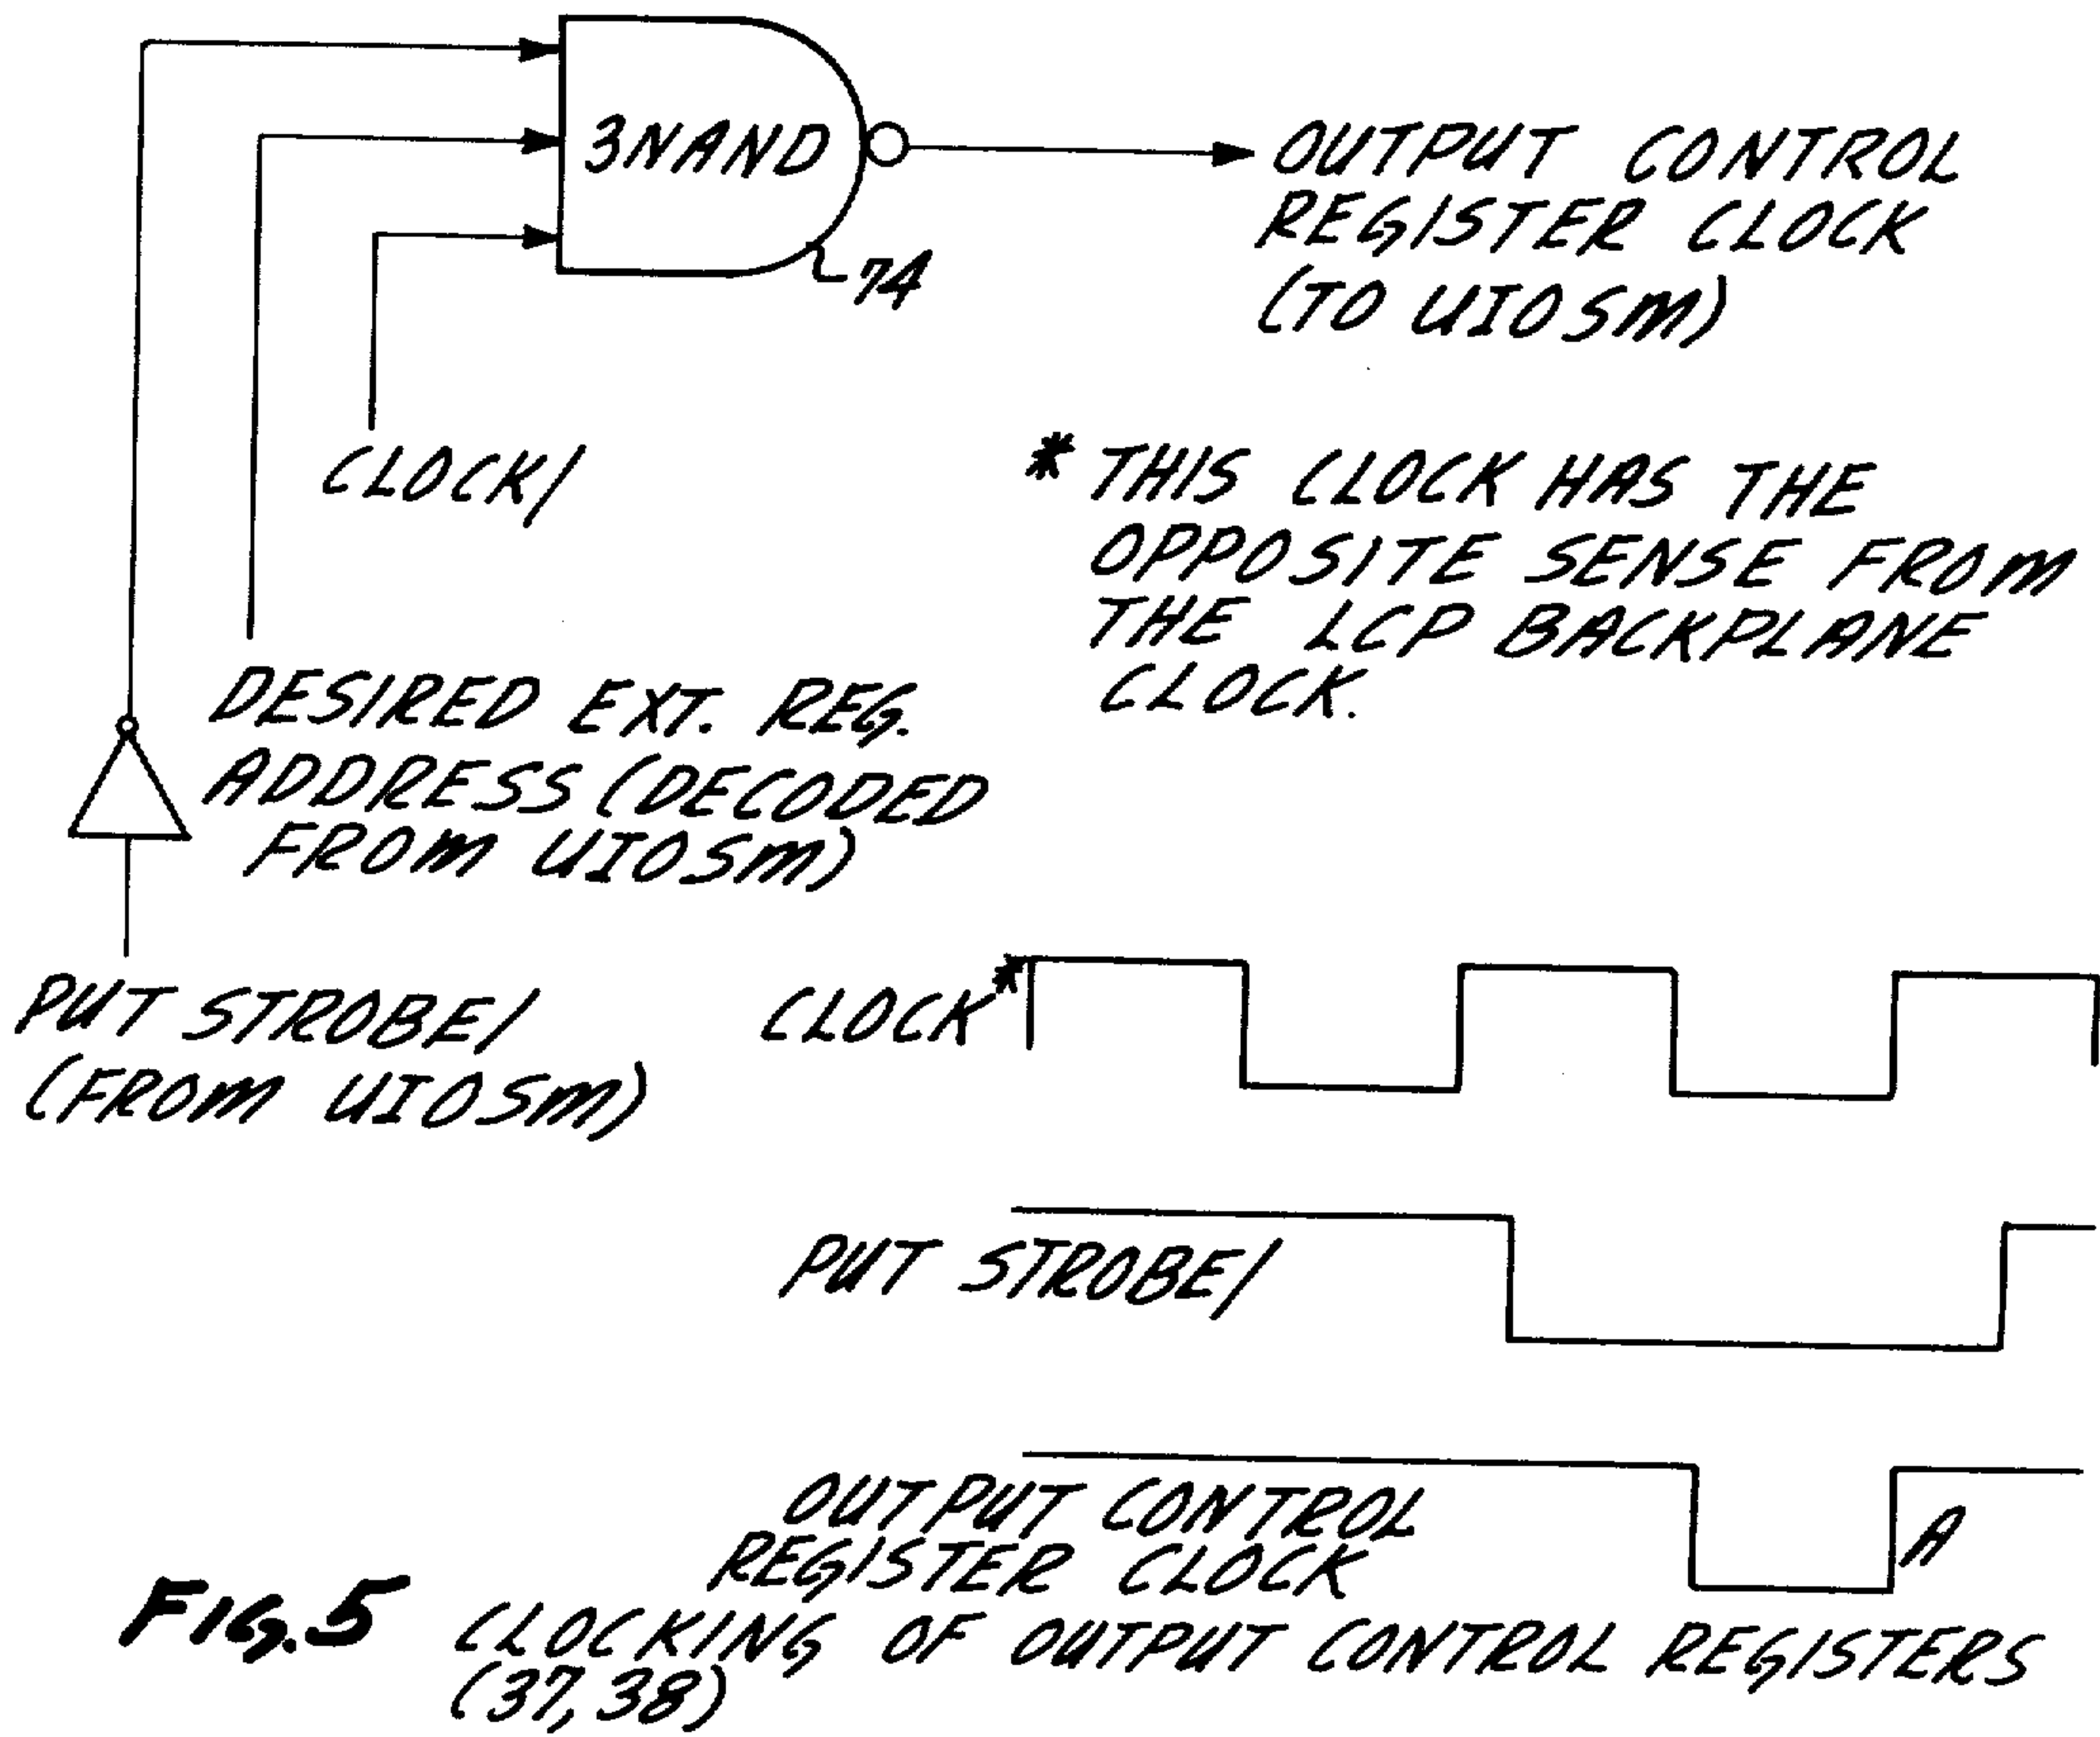 3NAND
74
OUTPUT CONTROL
REGISTER CLOCK
(TO UIOSM)
CLOCK/
* THIS CLOCK HAS THE
OPPOSITE SENSE FROM
THE LCP BACKPLANE
CLOCK.
DESIRED EXT. REG.
ADDRESS (DECODED
FROM UIOSM)
PUT STROBE/
(FROM UIOSM)
CLOCK*
PUT STROBE/
OUTPUT CONTROL
REGISTER CLOCK
A
FIG.5 CLOCKING OF OUTPUT CONTROL REGISTERS
(37,38)